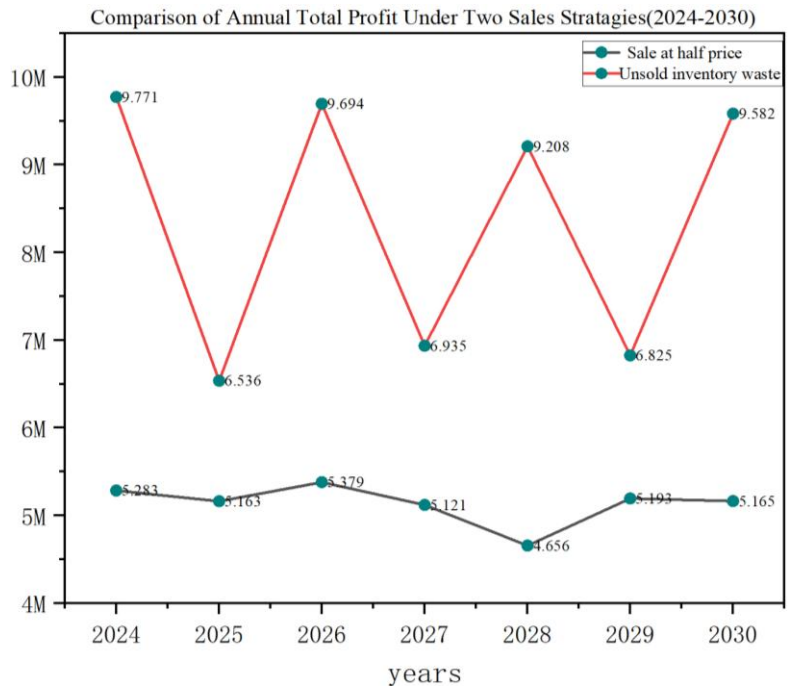 Comparison of Annual Total Profit Under Two Sales Stratagies(2024-2030)
Sale at half price
Unsold inventory waste
10M
9M
8M
7M
6M
5M
4M
9.771
6.536
9.694
6.935
9.208
6.825
9.582
5.283
5.163
5.379
5.121
4.656
5.193
5.165
2024 2025 2026 2027 2028 2029 2030
years